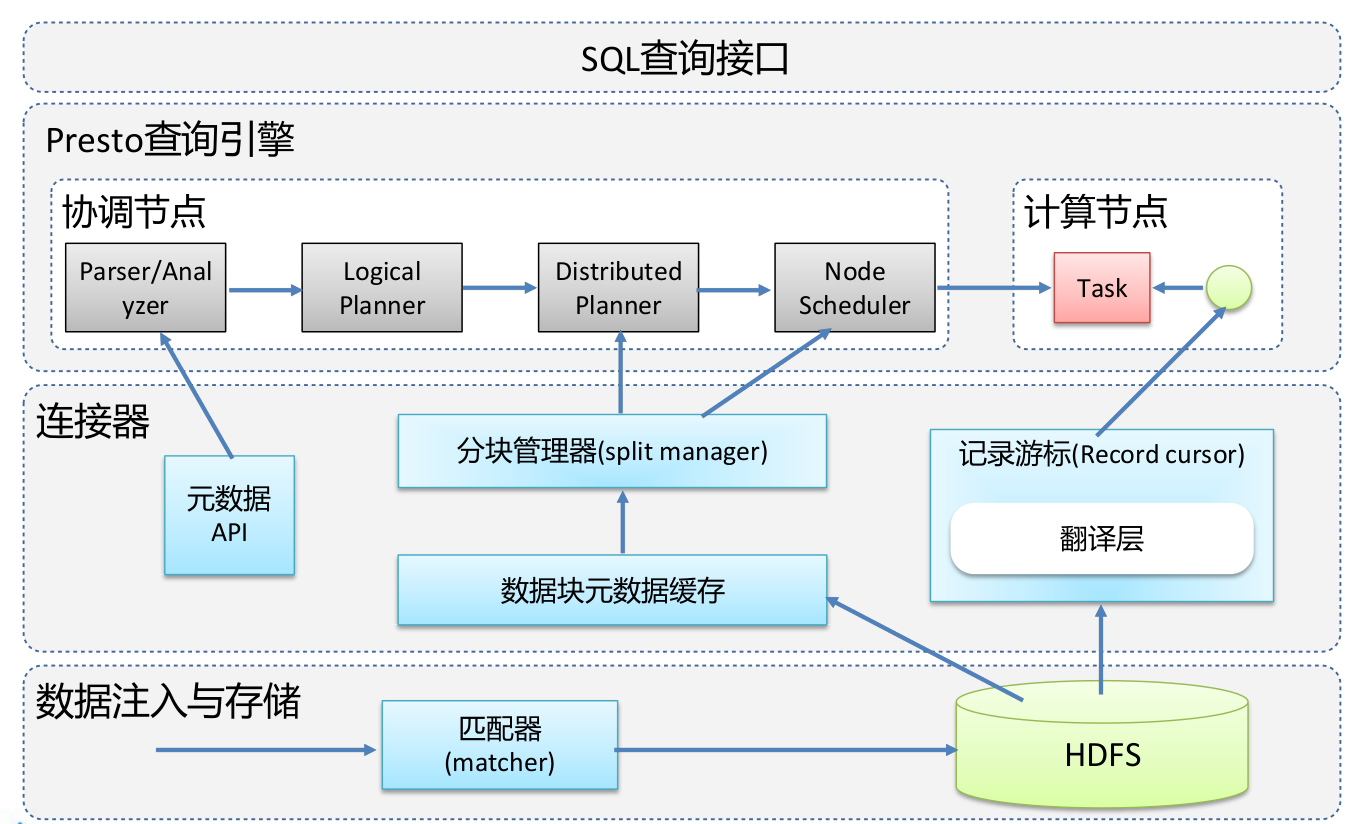 SQL查询接口
Presto查询引擎
协调节点
计算节点
Parser/Anal
yzer
Logical
Planner
Distributed
Planner
Node
Scheduler
Task
连接器
元数据
API
分块管理器(split manager)
数据块元数据缓存
记录游标(Record cursor)
翻译层
数据注入与存储
匹配器
(matcher)
HDFS